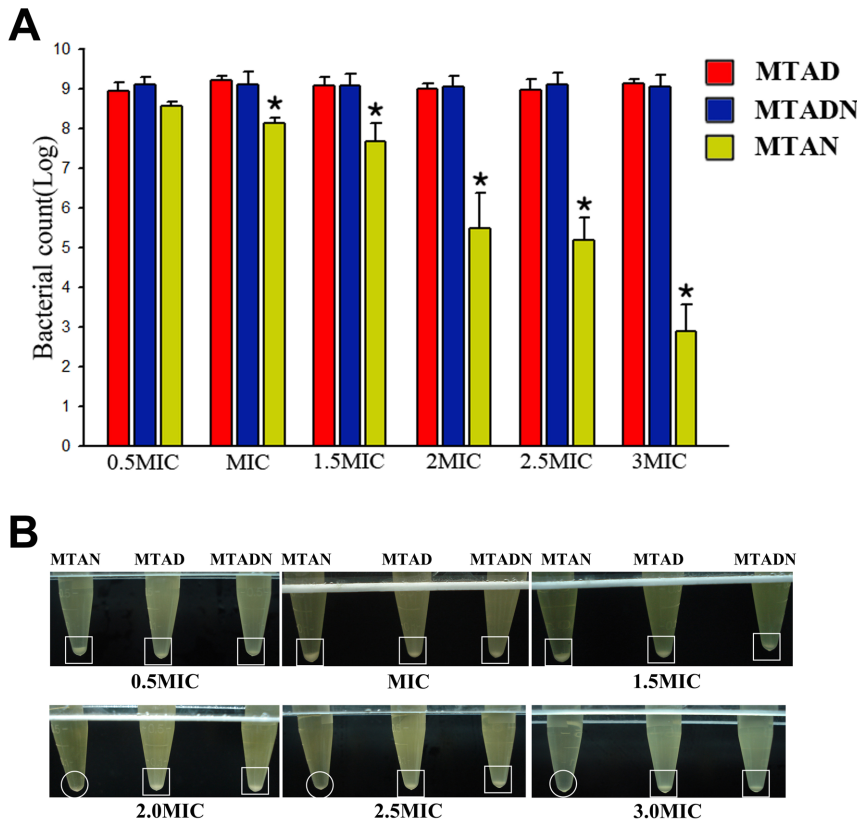 A
10
9
8
7
6
5
4
3
2
1
0
Bacterial count(Log)
* * * * *
0.5MIC MIC 1.5MIC 2MIC 2.5MIC 3MIC
MTAD
MTADN
MTAN
B
MTAN MTAD MTADN MTAN MTAD MTADN MTAN MTAD MTADN
0.5MIC MIC 1.5MIC
2.0MIC 2.5MIC 3.0MIC